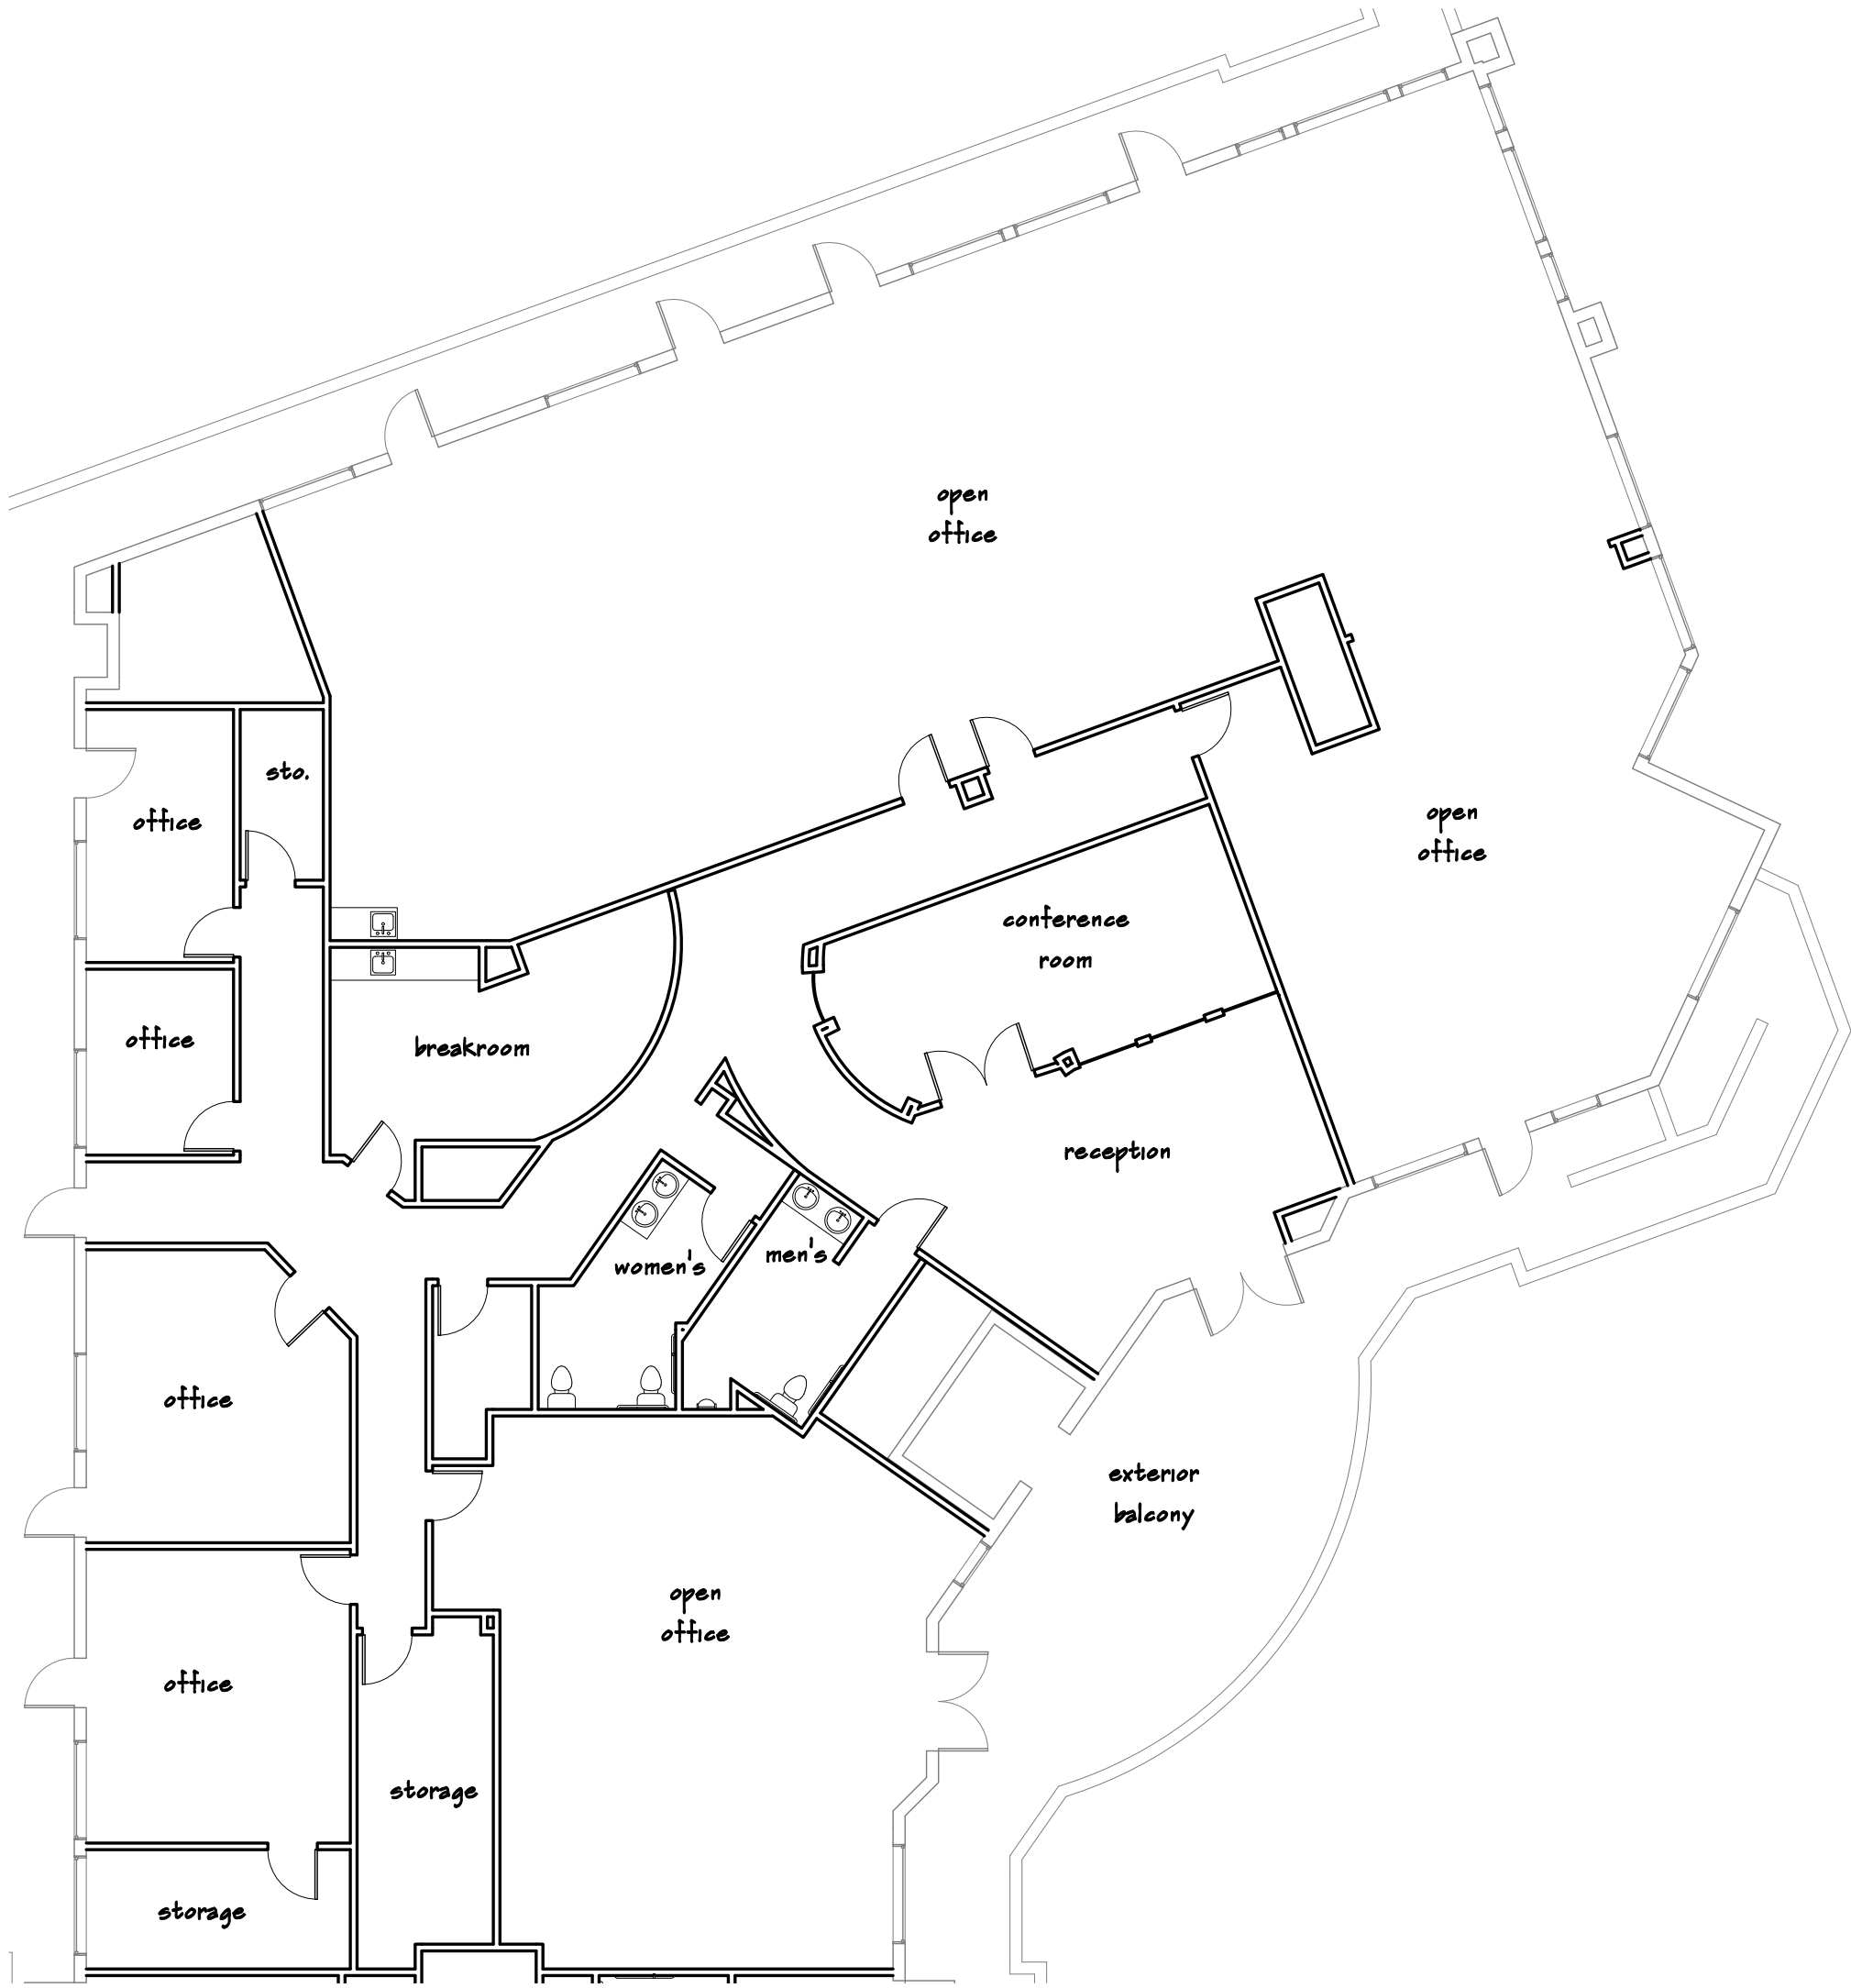 open
office
sto.
office
open
office
conference
room
office
breakroom
reception
women's
men's
office
exterior
balcony
open
office
office
storage
storage